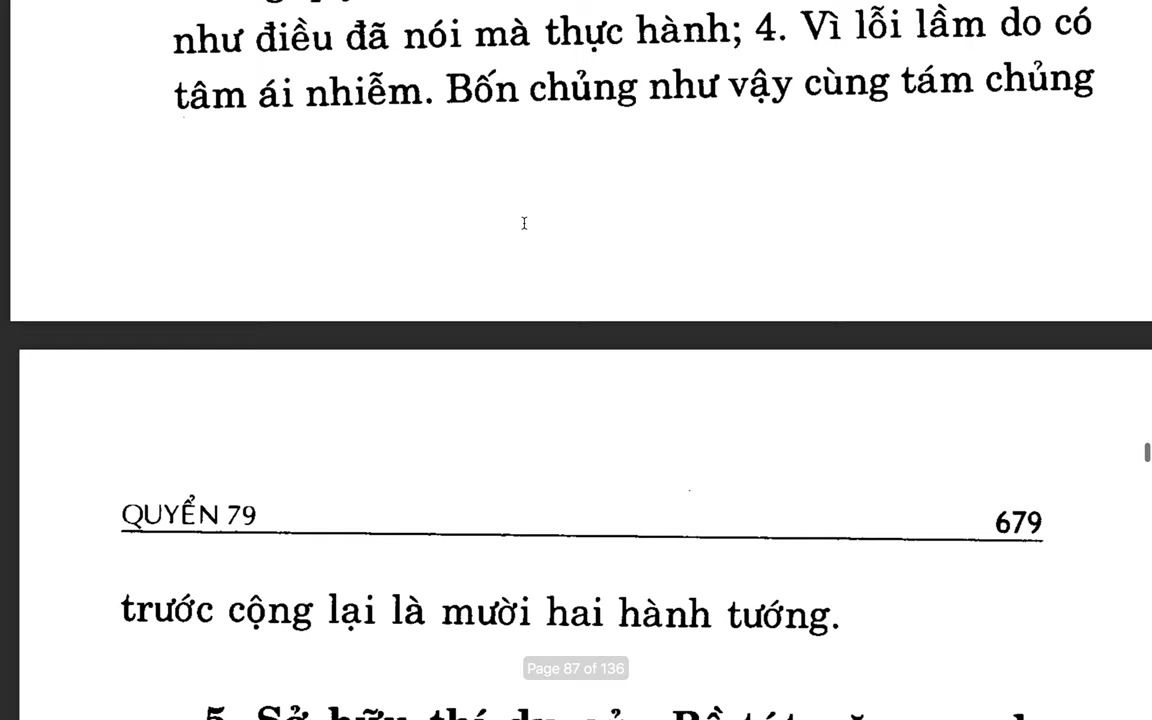 như điều đã nói mà thực hành; 4. Vì lỗi lầm do có
tâm ái nhiễm. Bốn chủng như vậy cùng tám chủng
QUYỂN 79
679
trước cộng lại là mười hai hành tướng.
Page 87 of 136